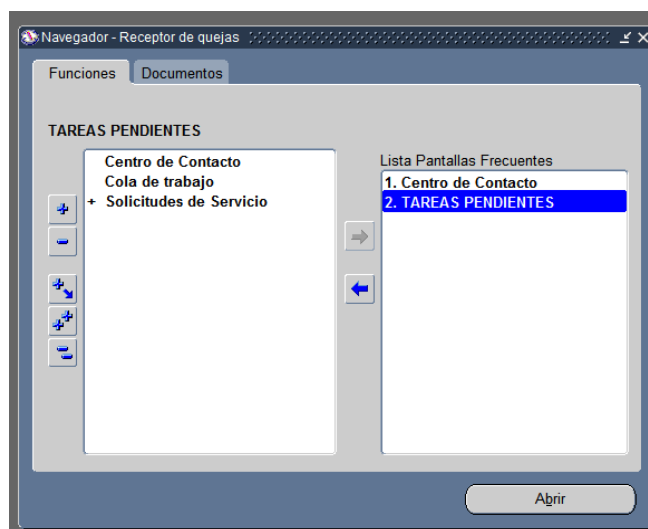 Navegador - Receptor de quejas
Funciones
Documentos
TAREAS PENDIENTES
Centro de Contacto
Cola de trabajo
+ Solicitudes de Servicio
Lista Pantallas Frecuentes
1. Centro de Contacto
2. TAREAS PENDIENTES
Abrir